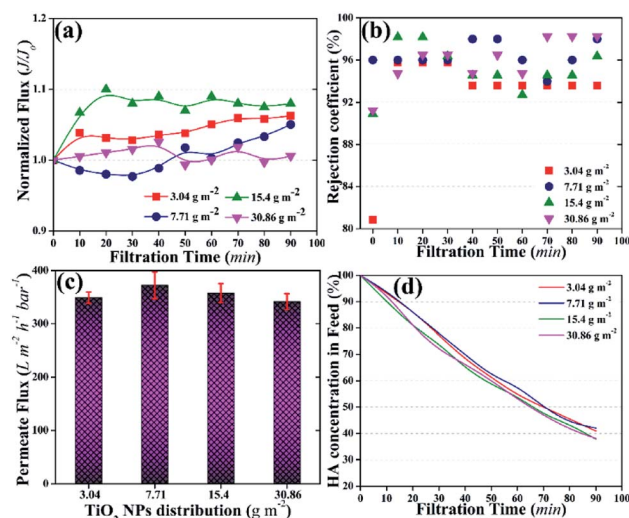 (a)
Normalized Flux (J/J₀)
1.2
1.1
1.0
0.9
3.04 g m⁻²
15.4 g m⁻²
7.71 g m⁻²
30.86 g m⁻²
0 10 20 30 40 50 60 70 80 90 100
Filtration Time (min)
(b)
Rejection coefficient (%)
100
96
92
88
84
80
3.04 g m⁻²
7.71 g m⁻²
15.4 g m⁻²
30.86 g m⁻²
0 10 20 30 40 50 60 70 80 90 100
Filtration Time (min)
(c)
Permeate Flux (L m⁻² h⁻¹ bar⁻¹)
400
300
200
100
0
3.04 7.71 15.4 30.86
TiO₂ NPs distribution (g m⁻²)
(d)
HA concentration in Feed (%)
100
90
80
70
60
50
40
30
20
3.04 g m⁻²
7.71 g m⁻²
15.4 g m⁻²
30.86 g m⁻²
0 10 20 30 40 50 60 70 80 90 100
Filtration Time (min)